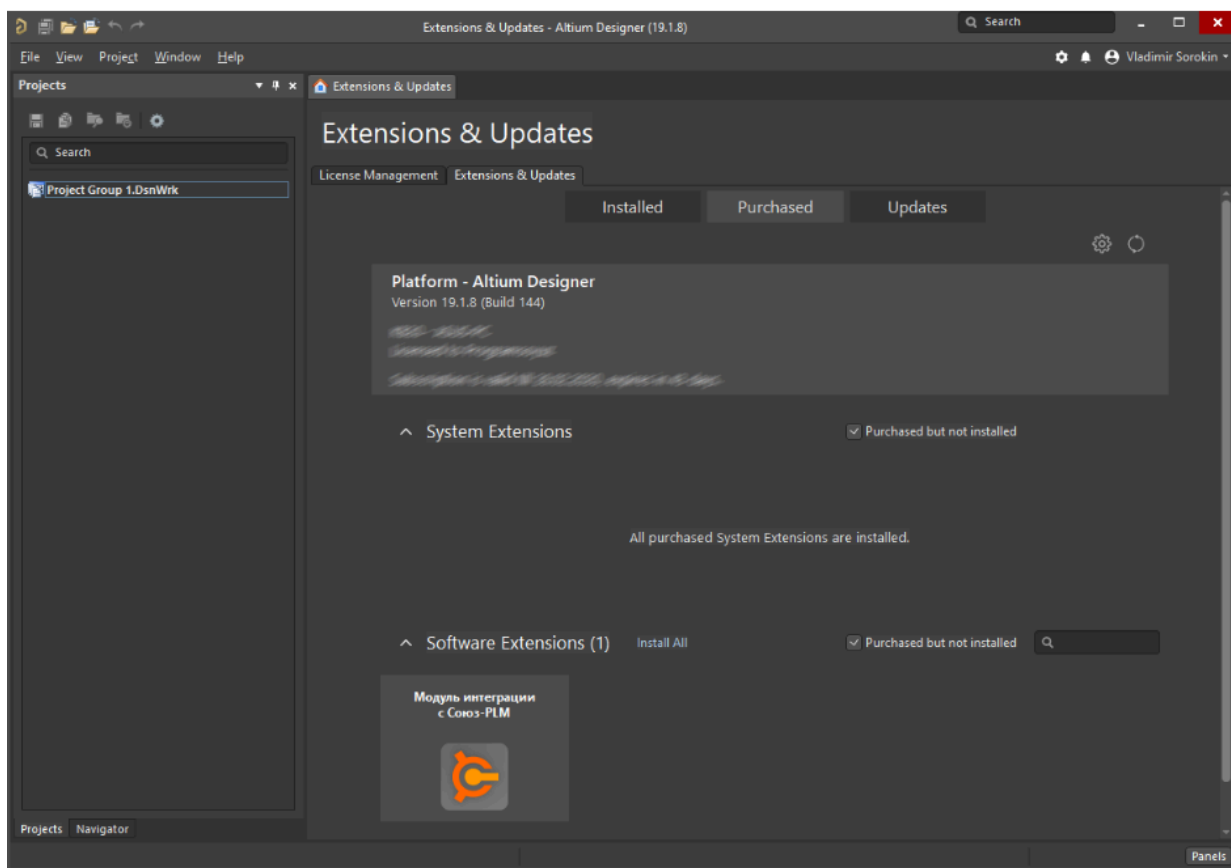 Extensions & Updates - Altium Designer (19.1.8)
Search
File View Project Window Help
Vladimir Sorokin
Projects
Extensions & Updates
Search
Extensions & Updates
License Management Extensions & Updates
Project Group 1.DsnWrk
Installed Purchased Updates
Platform - Altium Designer
Version 19.1.8 (Build 144)
System Extensions
Purchased but not installed
All purchased System Extensions are installed.
Software Extensions (1) Install All
Purchased but not installed
Модуль интеграции
с Союз-PLM
Projects Navigator
Panels